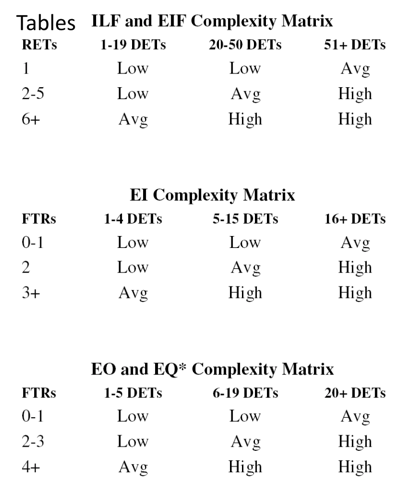 Tables ILF and EIF Complexity Matrix
RETs 1-19 DETs 20-50 DETs 51+ DETs
1 Low Low Avg
2-5 Low Avg High
6+ Avg High High
EI Complexity Matrix
FTRs 1-4 DETs 5-15 DETs 16+ DETs
0-1 Low Low Avg
2 Low Avg High
3+ Avg High High
EO and EQ* Complexity Matrix
FTRs 1-5 DETs 6-19 DETs 20+ DETs
0-1 Low Low Avg
2-3 Low Avg High
4+ Avg High High